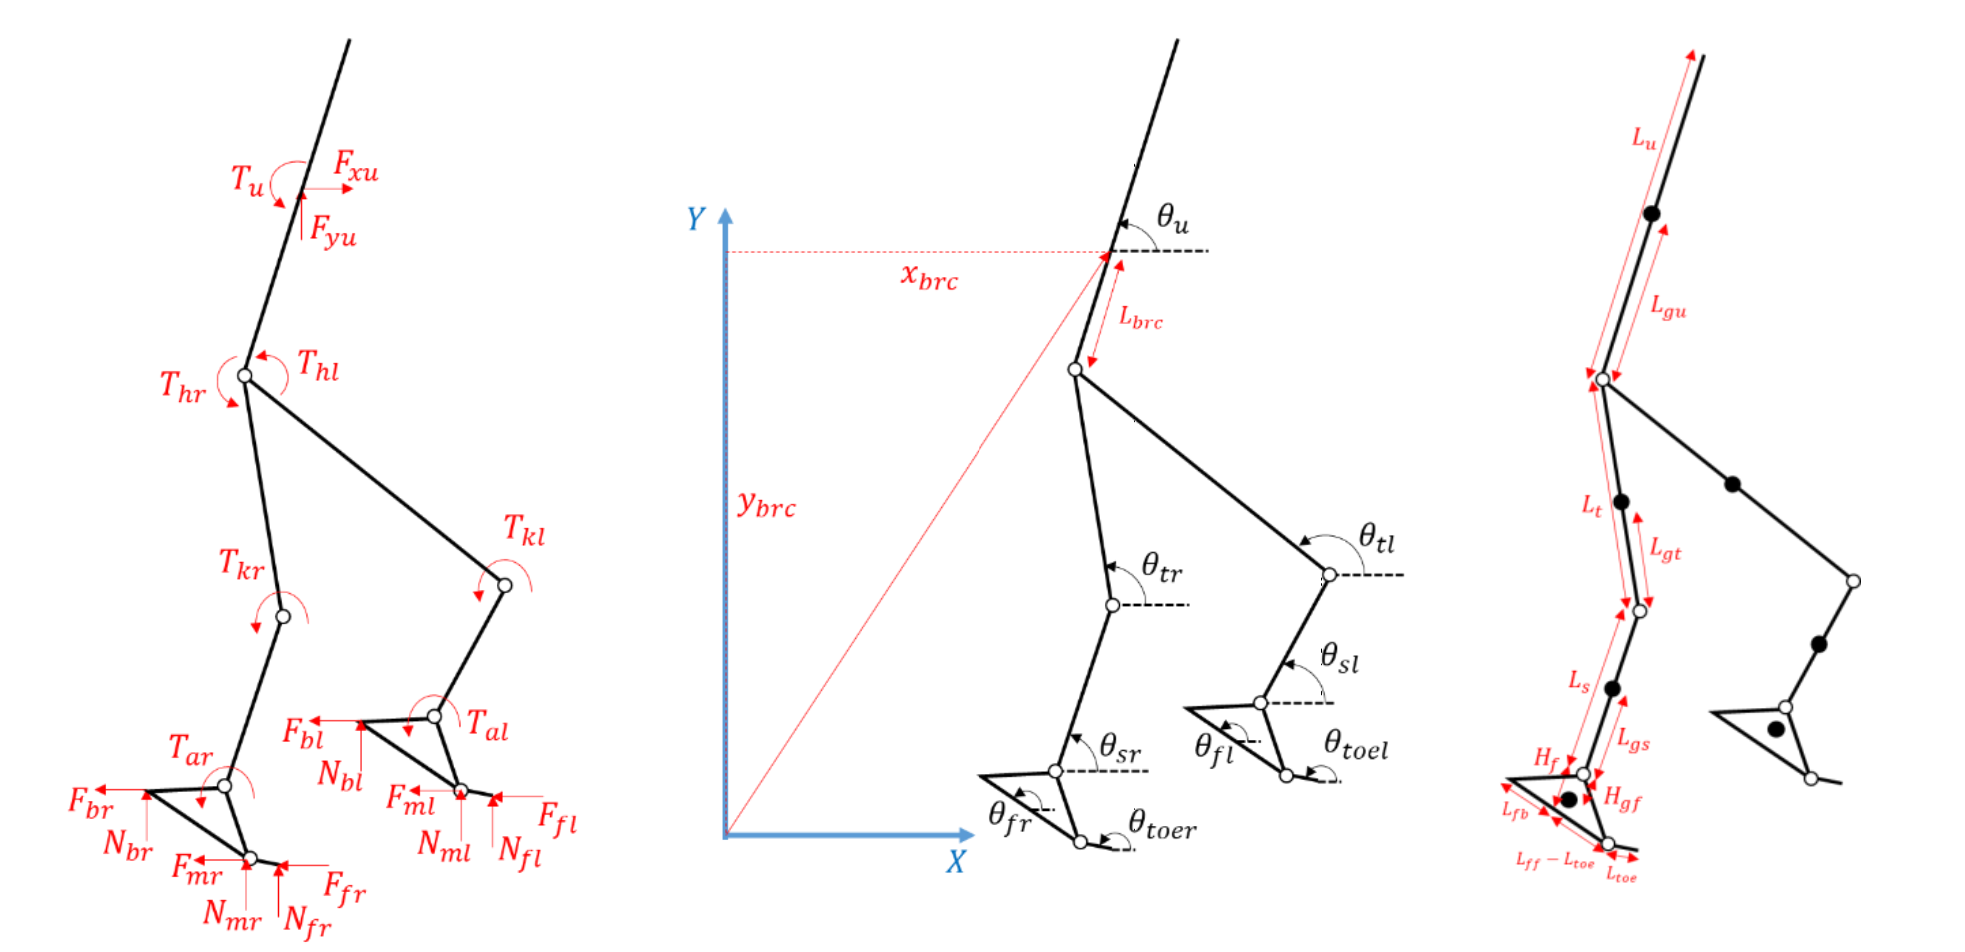 T_u
F_xu
F_yu
T_hr
T_hl
T_kr
T_kl
T_ar
T_al
F_br
N_br
F_mr
N_mr
F_fr
N_fr
F_bl
N_bl
F_ml
N_ml
F_fl
N_fl
Y
X
x_brc
y_brc
L_brc
θ_u
θ_tr
θ_tl
θ_sr
θ_sl
θ_fr
θ_fl
θ_toer
θ_toel
L_u
L_gu
L_t
L_gt
L_s
L_gs
H_f
H_gf
L_fb
L_ff − L_toe
L_toe